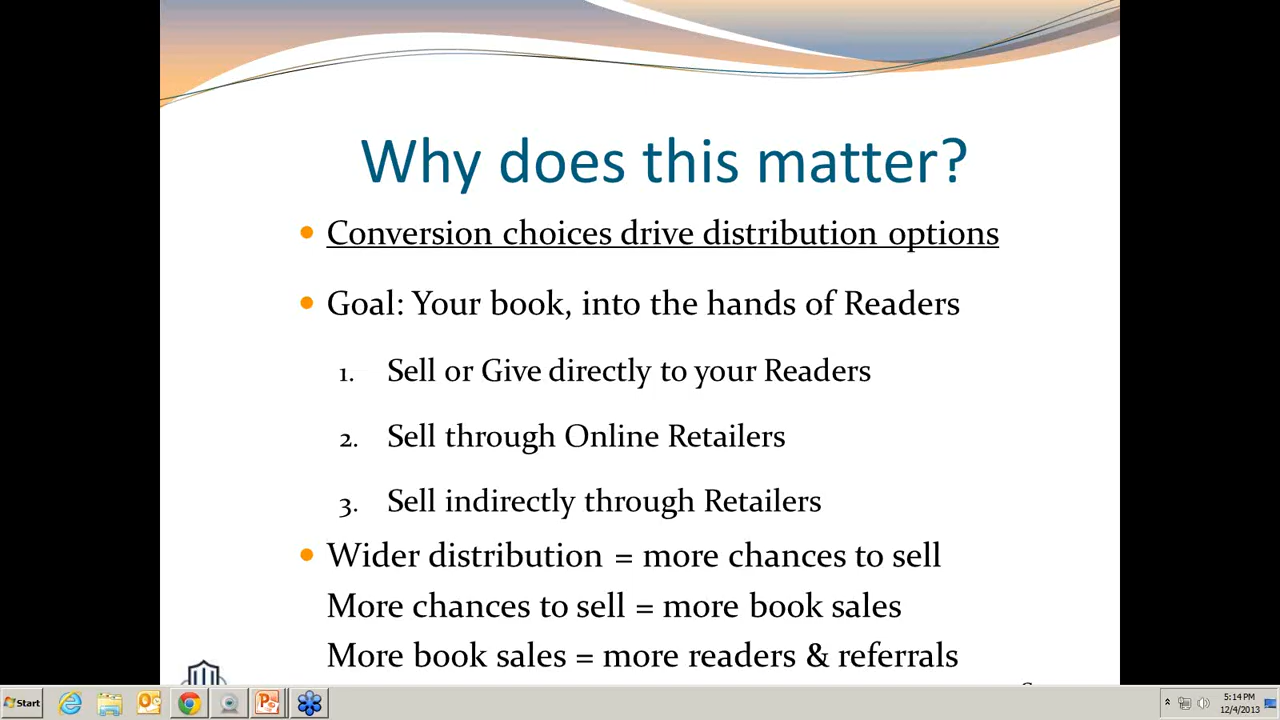 Why does this matter?
• Conversion choices drive distribution options
• Goal: Your book, into the hands of Readers
1. Sell or Give directly to your Readers
2. Sell through Online Retailers
3. Sell indirectly through Retailers
• Wider distribution = more chances to sell
More chances to sell = more book sales
More book sales = more readers & referrals
Start
5:14 PM
12/4/2013